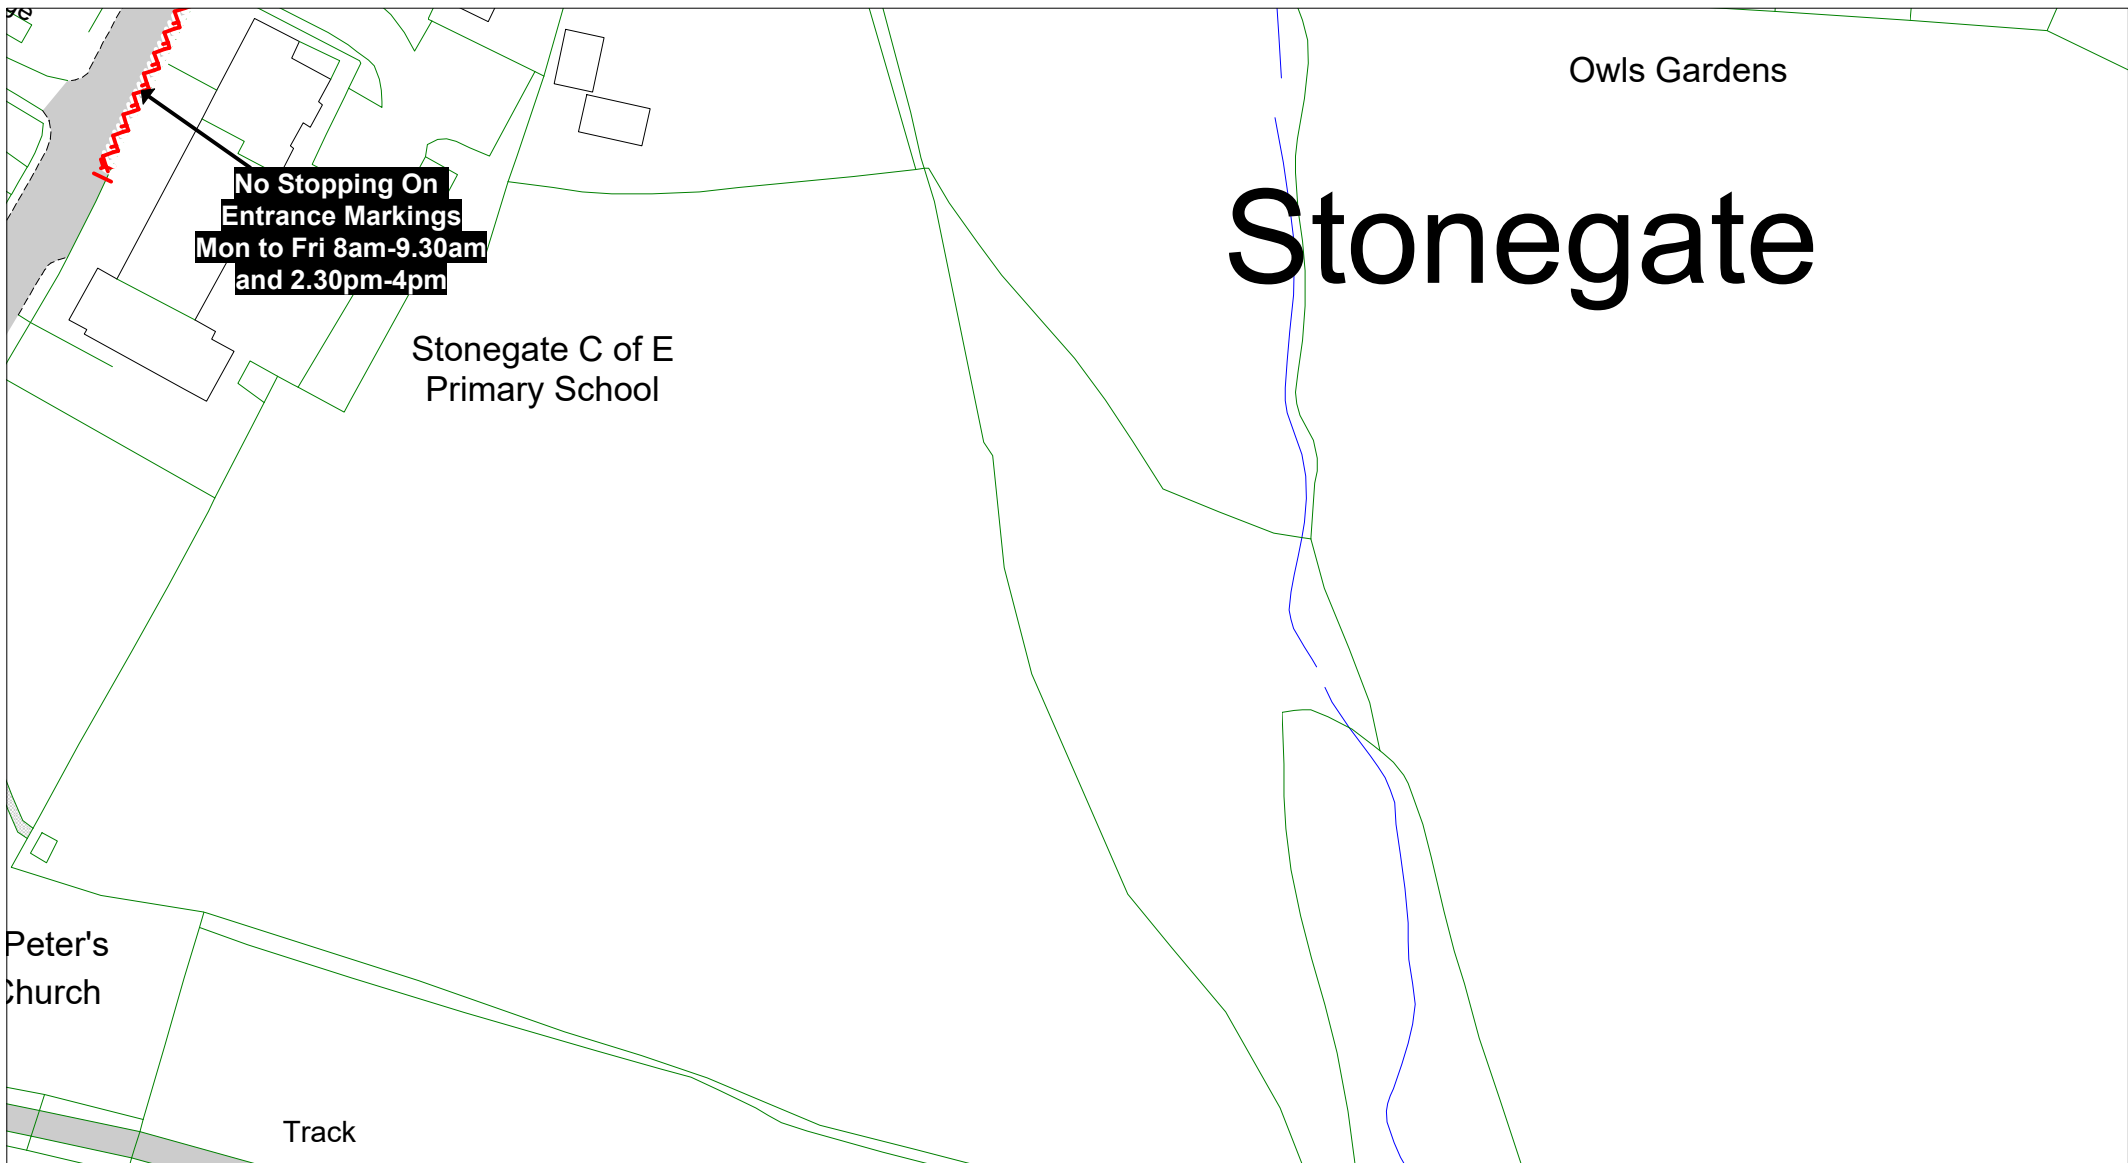 Owls Gardens
No Stopping On
Entrance Markings
Mon to Fri 8am-9.30am
and 2.30pm-4pm
Stonegate
Stonegate C of E
Primary School
Peter's
Church
Track